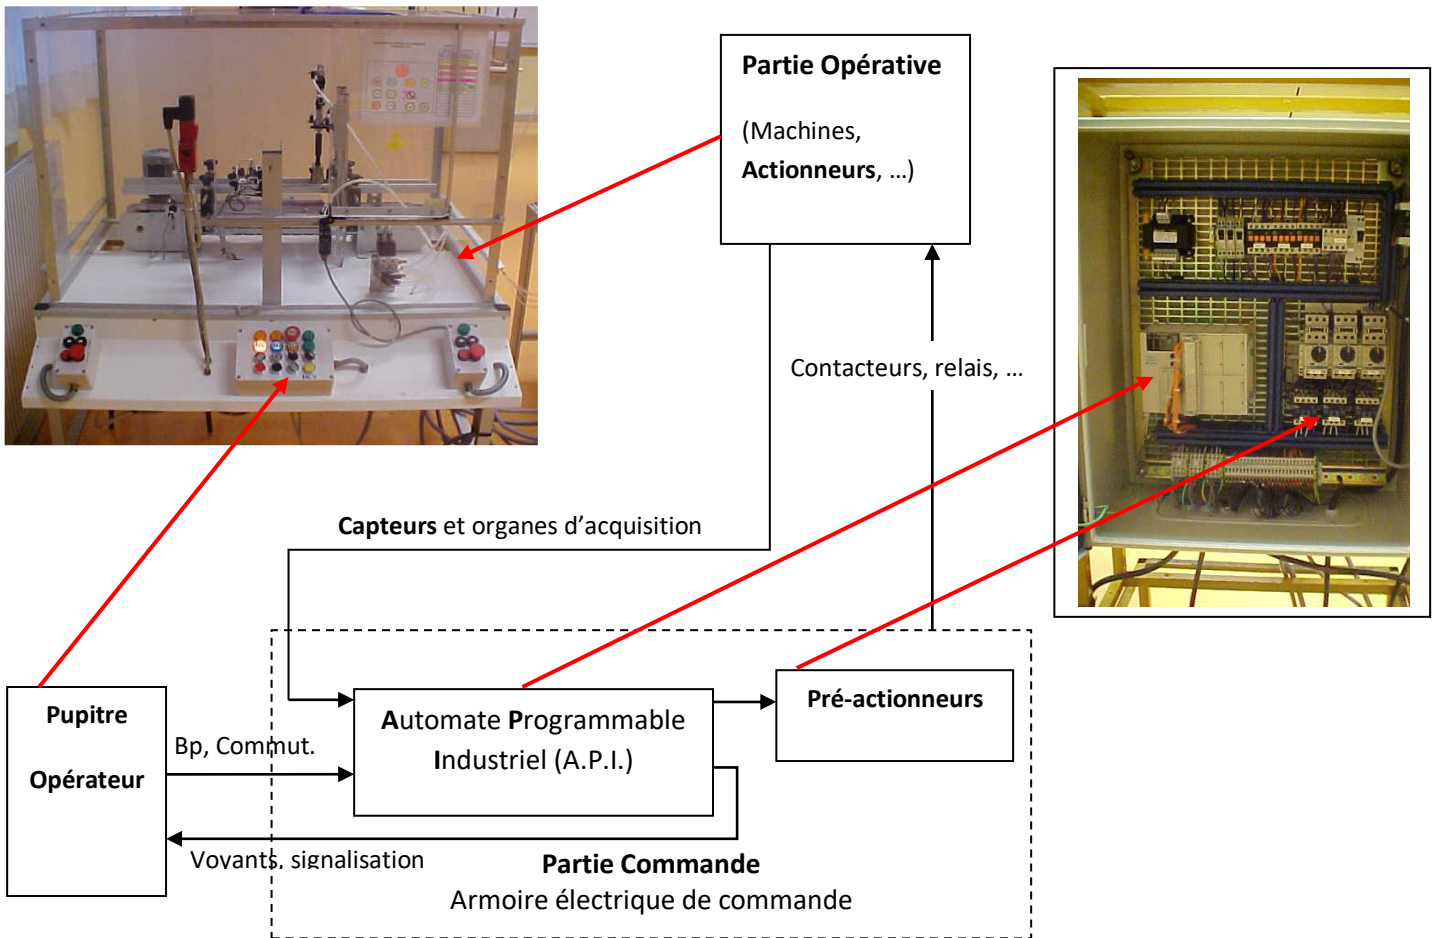 Partie Opérative
(Machines,
Actionneurs, ...)
Contacteurs, relais, ...
Capteurs et organes d’acquisition
Pupitre
Opérateur
Bp, Commut.
Automate Programmable
Industriel (A.P.I.)
Pré-actionneurs
Voyants, signalisation
Partie Commande
Armoire électrique de commande